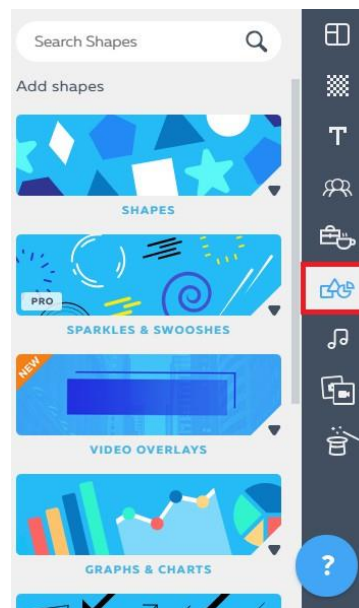 Search Shapes
Add shapes
SHAPES
PRO
SPARKLES & SWOOSHES
NEW
VIDEO OVERLAYS
GRAPHS & CHARTS
T
?